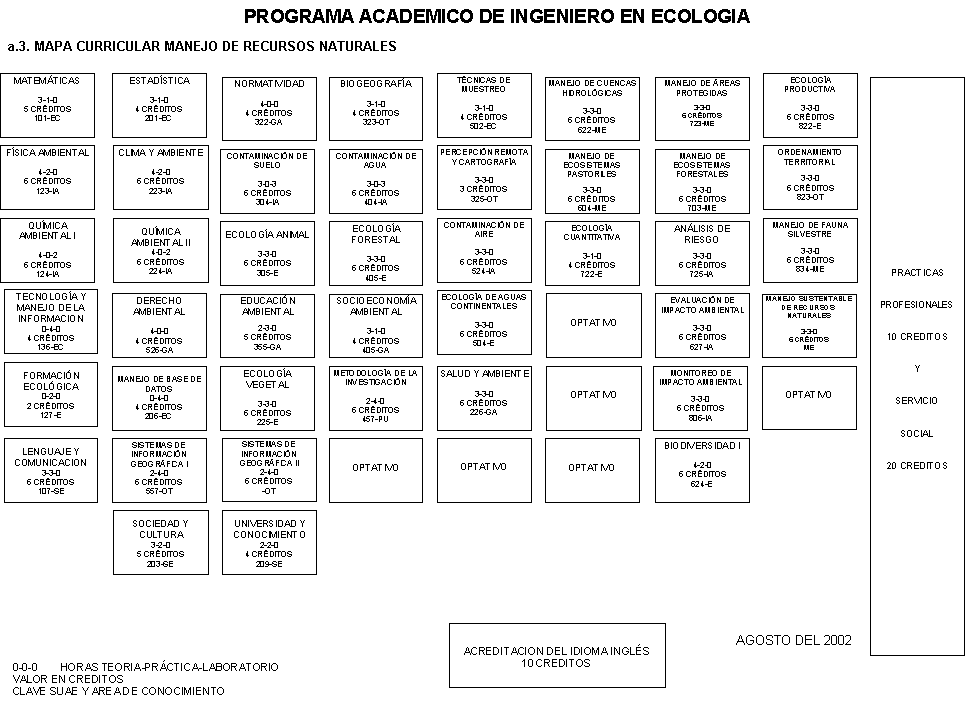 PROGRAMA ACADEMICO DE INGENIERO EN ECOLOGIA
a.3. MAPA CURRICULAR MANEJO DE RECURSOS NATURALES
MATEMÁTICAS
3-1-0
5 CRÉDITOS
101-EC
FÍSICA AMBIENTAL
4-2-0
6 CRÉDITOS
123-IA
QUÍMICA
AMBIENTAL I
4-0-2
6 CRÉDITOS
124-IA
TECNOLOGÍA Y
MANEJO DE LA
INFORMACION
0-4-0
4 CRÉDITOS
136-EC
FORMACIÓN
ECOLÓGICA
0-2-0
2 CRÉDITOS
127-E
LENGUAJE Y
COMUNICACION
3-3-0
6 CRÉDITOS
107-SE
ESTADÍSTICA
3-1-0
4 CRÉDITOS
201-EC
CLIMA Y AMBIENTE
4-2-0
6 CRÉDITOS
223-IA
QUÍMICA
AMBIENTAL II
4-0-2
6 CRÉDITOS
224-IA
DERECHO
AMBIENTAL
4-0-0
4 CRÉDITOS
526-GA
MANEJO DE BASE DE
DATOS
0-4-0
4 CRÉDITOS
206-EC
SISTEMAS DE
INFORMACIÓN
GEOGRÁFCA I
2-4-0
6 CRÉDITOS
557-OT
SOCIEDAD Y
CULTURA
3-2-0
5 CRÉDITOS
203-SE
NORMATIVIDAD
4-0-0
4 CRÉDITOS
322-GA
CONTAMINACIÓN DE
SUELO
3-0-3
6 CRÉDITOS
304-IA
ECOLOGÍA ANIMAL
3-3-0
6 CRÉDITOS
305-E
EDUCACIÓN
AMBIENTAL
2-3-0
5 CRÉDITOS
355-GA
ECOLOGÍA
VEGETAL
3-3-0
6 CRÉDITOS
225-E
SISTEMAS DE
INFORMACIÓN
GEOGRÁFCA II
2-4-0
6 CRÉDITOS
-OT
UNIVERSIDAD Y
CONOCIMIENTO
2-2-0
4 CRÉDITOS
209-SE
BIOGEOGRAFÍA
3-1-0
4 CRÉDITOS
323-OT
CONTAMINACIÓN DE
AGUA
3-0-3
6 CRÉDITOS
404-IA
ECOLOGÍA
FORESTAL
3-3-0
6 CRÉDITOS
405-E
SOCIOECONOMÍA
AMBIENTAL
3-1-0
4 CRÉDITOS
405-GA
METODOLOGÍA DE LA
INVESTIGACIÓN
2-4-0
6 CRÉDITOS
457-PU
OPTATIVO
TÉCNICAS DE
MUESTREO
3-1-0
4 CRÉDITOS
502-EC
PERCEPCIÓN REMOTA
Y CARTOGRAFÍA
3-3-0
3 CRÉDITOS
325-OT
CONTAMINACIÓN DE
AIRE
3-3-0
6 CRÉDITOS
524-IA
ECOLOGÍA DE AGUAS
CONTINENTALES
3-3-0
6 CRÉDITOS
504-E
SALUD Y AMBIENTE
3-3-0
6 CRÉDITOS
226-GA
OPTATIVO
MANEJO DE CUENCAS
HIDROLÓGICAS
3-3-0
6 CRÉDITOS
622-ME
MANEJO DE
ECOSISTEMAS
PASTORILES
3-3-0
6 CRÉDITOS
604-ME
ECOLOGÍA
CUANTITATIVA
3-1-0
4 CRÉDITOS
722-E
OPTATIVO
OPTATIVO
OPTATIVO
MANEJO DE ÁREAS
PROTEGIDAS
3-3-0
6 CRÉDITOS
723-ME
MANEJO DE
ECOSISTEMAS
FORESTALES
3-3-0
6 CRÉDITOS
703-ME
ANÁLISIS DE
RIESGO
3-3-0
6 CRÉDITOS
725-IA
EVALUACIÓN DE
IMPACTO AMBIENTAL
3-3-0
6 CRÉDITOS
627-IA
MONITOREO DE
IMPACTO AMBIENTAL
3-3-0
6 CRÉDITOS
806-IA
BIODIVERSIDAD I
4-2-0
6 CRÉDITOS
624-E
ECOLOGÍA
PRODUCTIVA
3-3-0
6 CRÉDITOS
822-E
ORDENAMIENTO
TERRITORIAL
3-3-0
6 CRÉDITOS
823-OT
MANEJO DE FAUNA
SILVESTRE
3-3-0
6 CRÉDITOS
834-ME
MANEJO SUSTENTABLE
DE RECURSOS
NATURALES
3-3-0
6 CRÉDITOS
ME
OPTATIVO
PRACTICAS
PROFESIONALES
10 CREDITOS
Y
SERVICIO
SOCIAL
20 CREDITOS
ACREDITACION DEL IDIOMA INGLÉS
10 CREDITOS
AGOSTO DEL 2002
0-0-0 HORAS TEORIA-PRÁCTICA-LABORATORIO
VALOR EN CREDITOS
CLAVE SUAE Y AREA DE CONOCIMIENTO